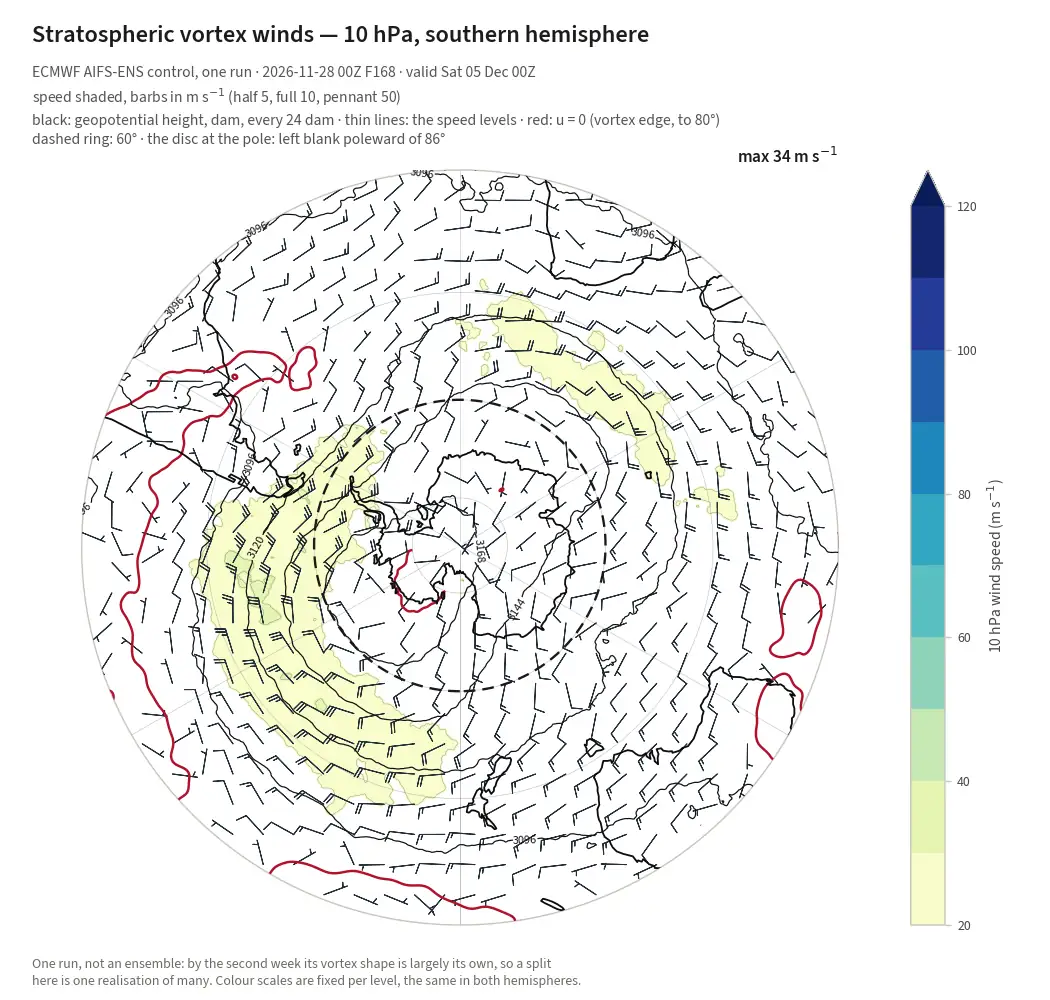 Stratospheric vortex winds — 10 hPa, southern hemisphere
ECMWF AIFS-ENS control, one run · 2026-11-28 00Z F168 · valid Sat 05 Dec 00Z
speed shaded, barbs in m s⁻¹ (half 5, full 10, pennant 50)
black: geopotential height, dam, every 24 dam · thin lines: the speed levels · red: u = 0 (vortex edge, to 80°)
dashed ring: 60° · the disc at the pole: left blank poleward of 86°
max 34 m s⁻¹
3096
3096
3096
3096
3096
3120
3168
3144
3096
120
100
80
60
40
20
10 hPa wind speed (m s⁻¹)
One run, not an ensemble: by the second week its vortex shape is largely its own, so a split
here is one realisation of many. Colour scales are fixed per level, the same in both hemispheres.